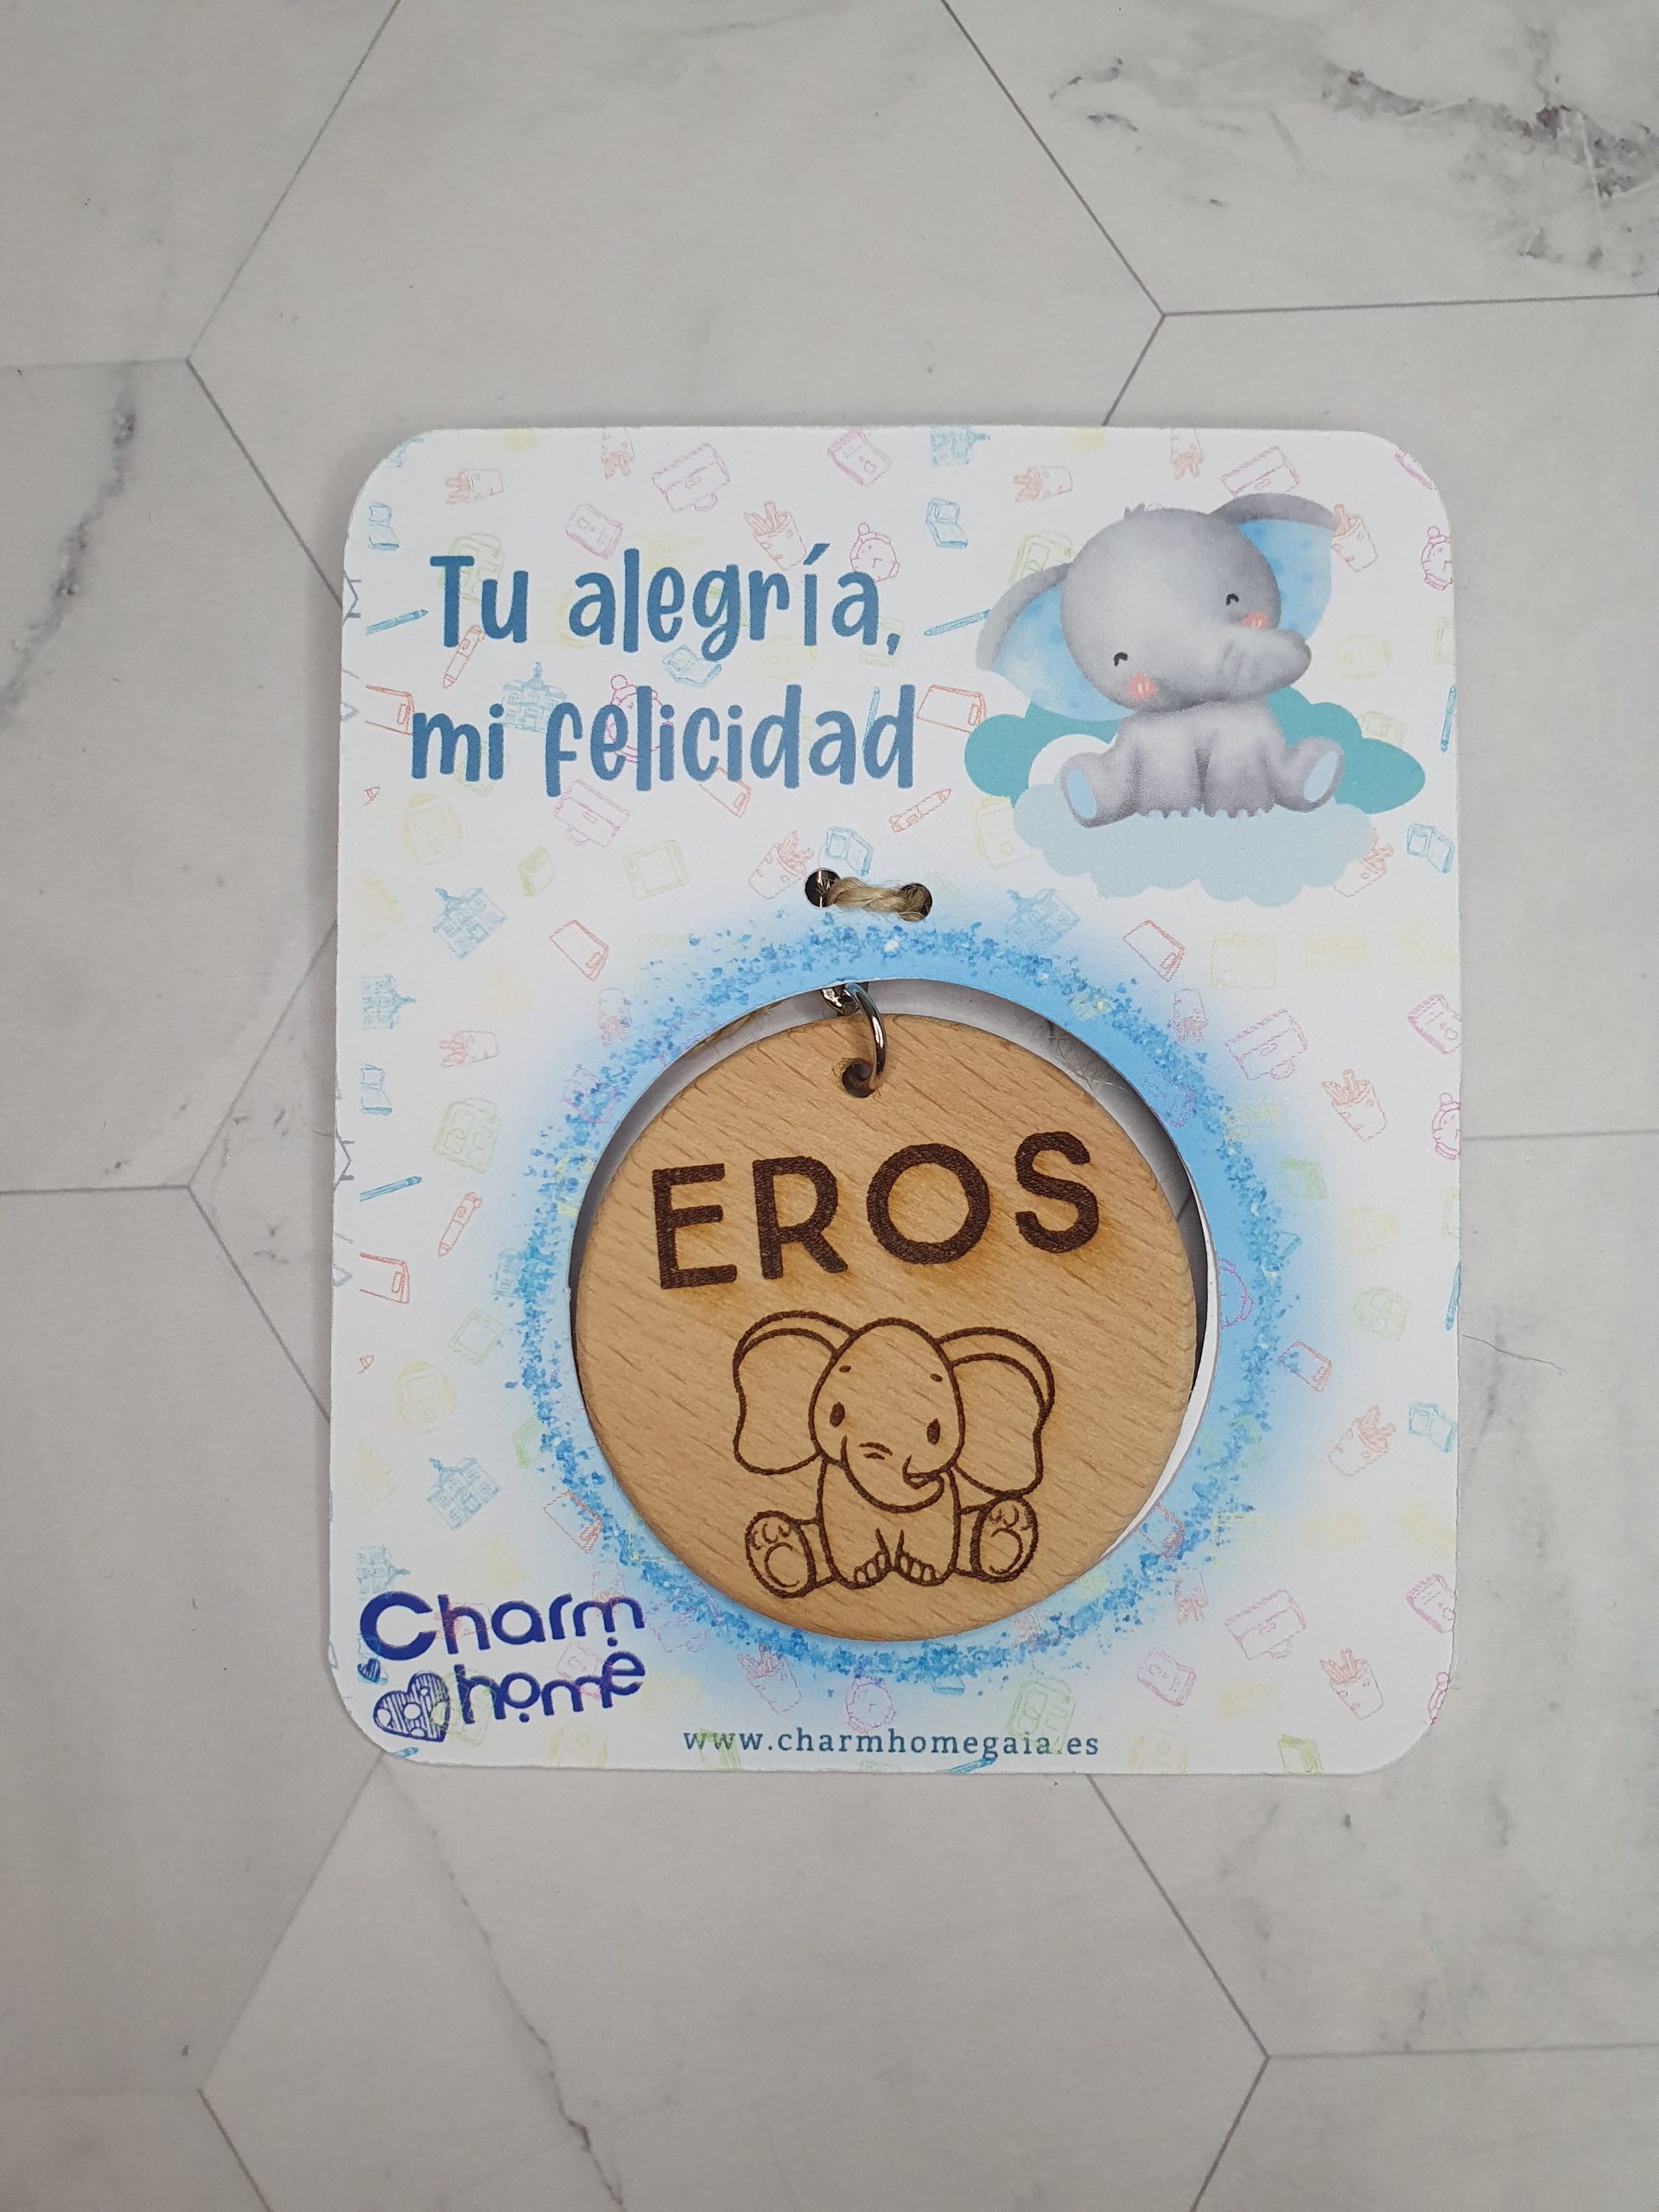 Tu alegría,
mi felicidad
EROS
Charm
home
www.charmhomegaia.es